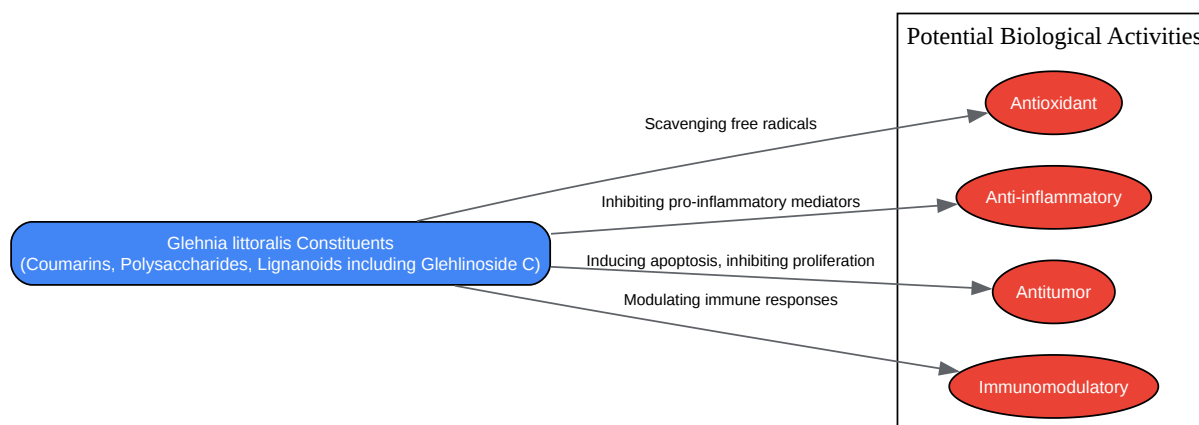 Potential Biological Activities
Antioxidant
Scavenging free radicals
Inhibiting pro-inflammatory mediators
Anti-inflammatory
Glehnia littoralis Constituents
(Coumarins, Polysaccharides, Lignanoids including Glehlinoside C)
Inducing apoptosis, inhibiting proliferation
Antitumor
Modulating immune responses
Immunomodulatory